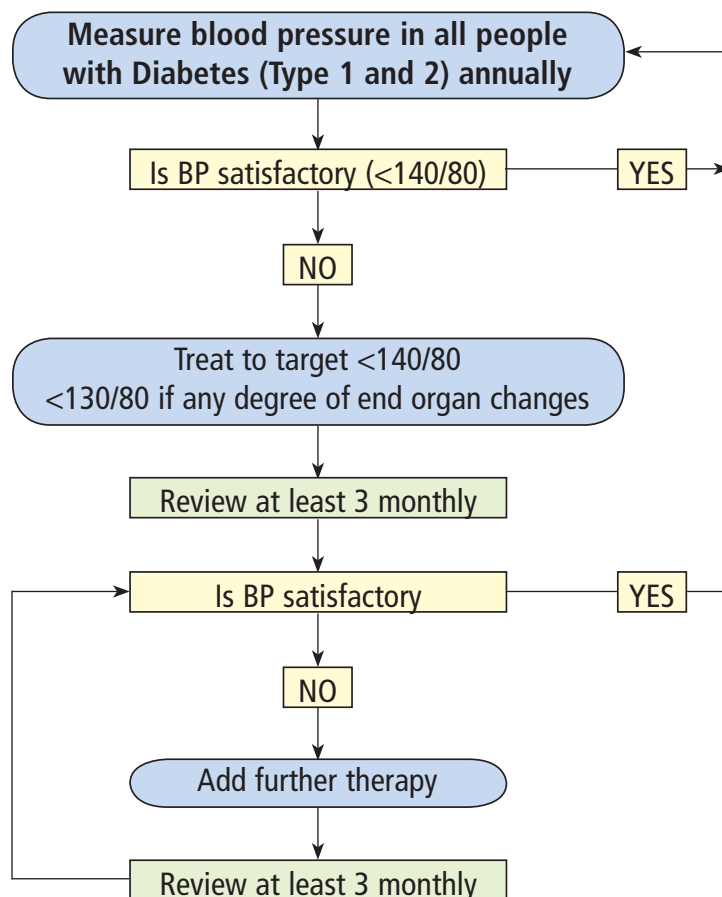 Measure blood pressure in all people
with Diabetes (Type 1 and 2) annually
Is BP satisfactory (<140/80)
YES
NO
Treat to target <140/80
<130/80 if any degree of end organ changes
Review at least 3 monthly
Is BP satisfactory
YES
NO
Add further therapy
Review at least 3 monthly